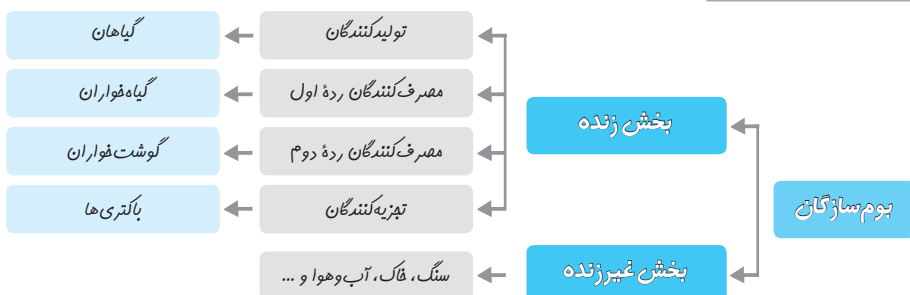 بوم‌سازگان
بخش زنده
تولیدکنندگان
گیاهان
مصرف‌کنندگان ردهٔ اول
گیاه‌خواران
مصرف‌کنندگان ردهٔ دوم
گوشت‌خواران
تجزیه‌کنندگان
باکتری‌ها
بخش غیرزنده
سنگ، خاک، آب‌وهوا و ...